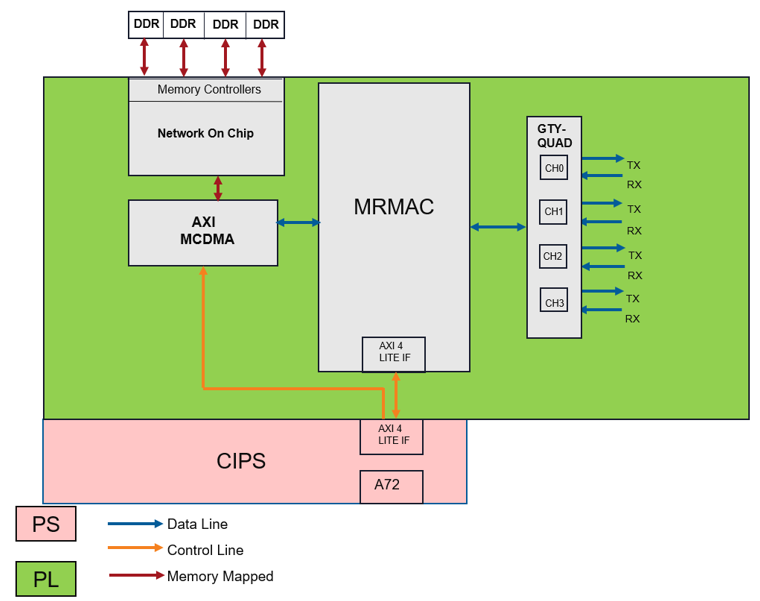 DDR DDR DDR DDR
Memory Controllers
Network On Chip
AXI
MCDMA
MRMAC
AXI 4
LITE IF
GTY-
QUAD
CH0
TX
RX
CH1
TX
RX
CH2
TX
RX
CH3
TX
RX
AXI 4
LITE IF
CIPS
A72
PS
Data Line
Control Line
PL
Memory Mapped